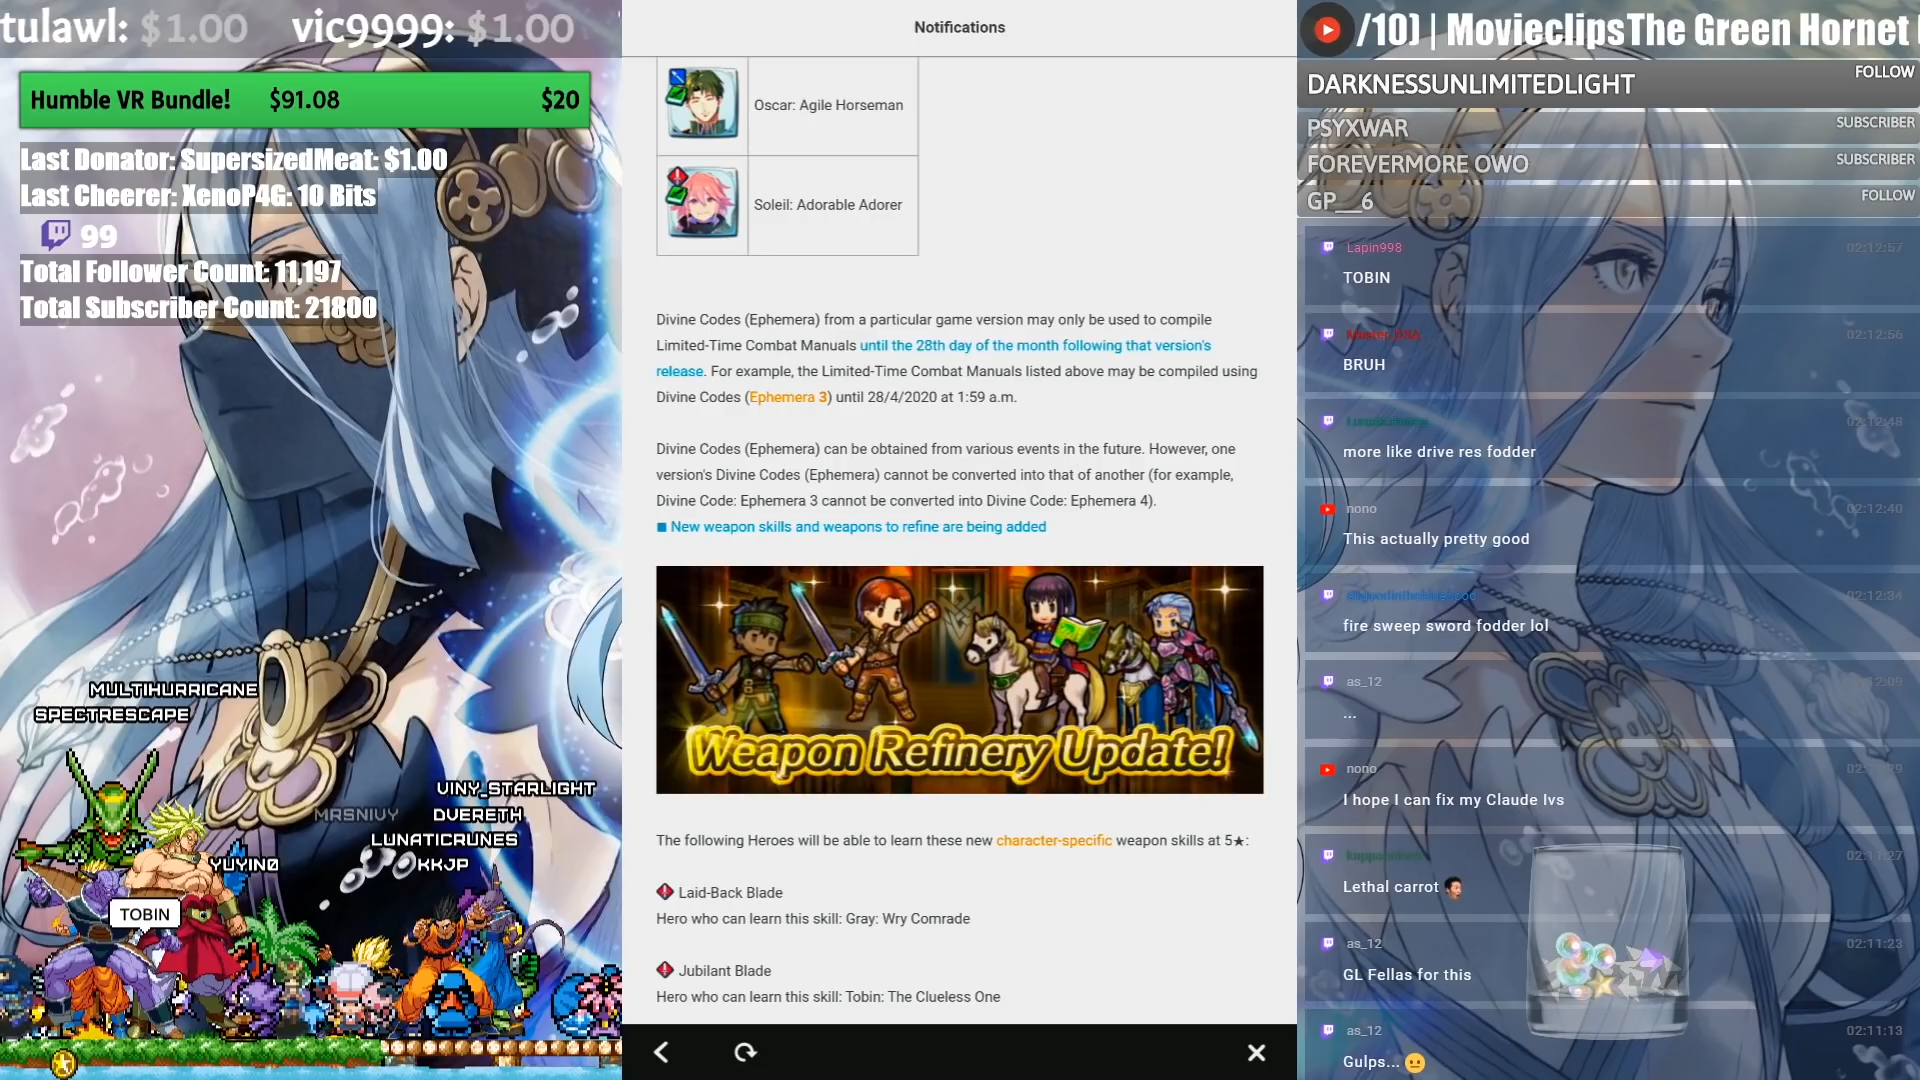 tulawl: $1.00 vic9999: $1.00
Humble VR Bundle! $91.08 $20
Last Donator: SupersizedMeat: $1.00
Last Cheerer: XenoP4G: 10 Bits
99
Total Follower Count: 11,197
Total Subscriber Count: 21800
MULTIHURRICANE
SPECTRESCAPE
VINY_STARLIGHT
MRSNIVY DVERETH
LUNATICRUNES
YUYIN0 KKJP
TOBIN
Notifications
Oscar: Agile Horseman
Soleil: Adorable Adorer
Divine Codes (Ephemera) from a particular game version may only be used to compile
Limited-Time Combat Manuals until the 28th day of the month following that version's
release. For example, the Limited-Time Combat Manuals listed above may be compiled using
Divine Codes (Ephemera 3) until 28/4/2020 at 1:59 a.m.
Divine Codes (Ephemera) can be obtained from various events in the future. However, one
version's Divine Codes (Ephemera) cannot be converted into that of another (for example,
Divine Code: Ephemera 3 cannot be converted into Divine Code: Ephemera 4).
■ New weapon skills and weapons to refine are being added
Weapon Refinery Update!
The following Heroes will be able to learn these new character-specific weapon skills at 5★:
Laid-Back Blade
Hero who can learn this skill: Gray: Wry Comrade
Jubilant Blade
Hero who can learn this skill: Tobin: The Clueless One
/10) | MovieclipsThe Green Hornet
DARKNESSUNLIMITEDLIGHT FOLLOW
PSYXWAR SUBSCRIBER
FOREVERMORE OWO SUBSCRIBER
GP__6 FOLLOW
Lapin998 02:12:57
TOBIN
02:12:56
BRUH
02:12:48
more like drive res fodder
nono 02:12:40
This actually pretty good
02:12:34
fire sweep sword fodder lol
as_12 02:12:09
...
nono
I hope I can fix my Claude Ivs
02:11:27
Lethal carrot
as_12 02:11:23
GL Fellas for this
as_12 02:11:13
Gulps... 😐